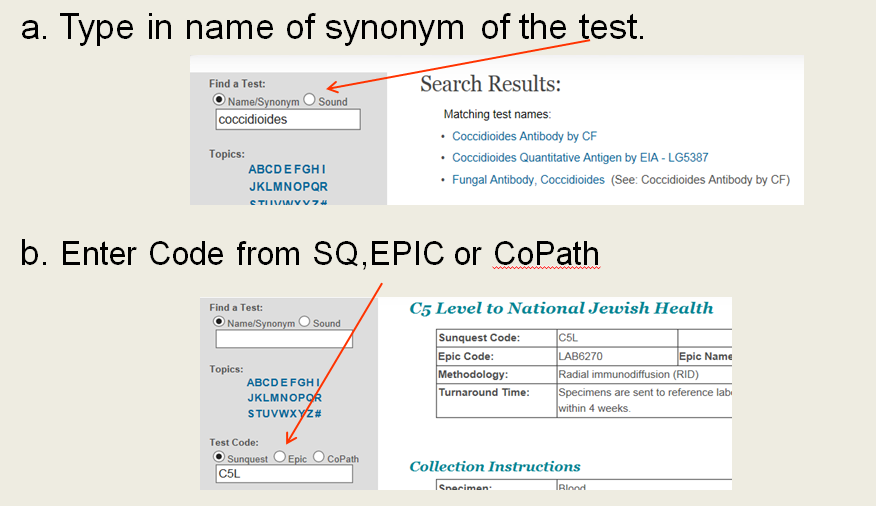 a. Type in name of synonym of the test.
Find a Test:
Name/Synonym Sound
coccidioides
Topics:
ABCDEFGHI
JKLMNOPQR
STUVWXYZ#
Search Results:
Matching test names:
• Coccidioides Antibody by CF
• Coccidioides Quantitative Antigen by EIA - LG5387
• Fungal Antibody, Coccidioides (See: Coccidioides Antibody by CF)
b. Enter Code from SQ,EPIC or CoPath
Find a Test:
Name/Synonym Sound
Topics:
ABCDEFGHI
JKLMNOPQR
STUVWXYZ#
Test Code:
Sunquest Epic CoPath
C5L
C5 Level to National Jewish Health
Sunquest Code: C5L
Epic Code: LAB6270 Epic Name
Methodology: Radial immunodiffusion (RID)
Turnaround Time: Specimens are sent to reference
within 4 weeks.
Collection Instructions
Specimen: Blood